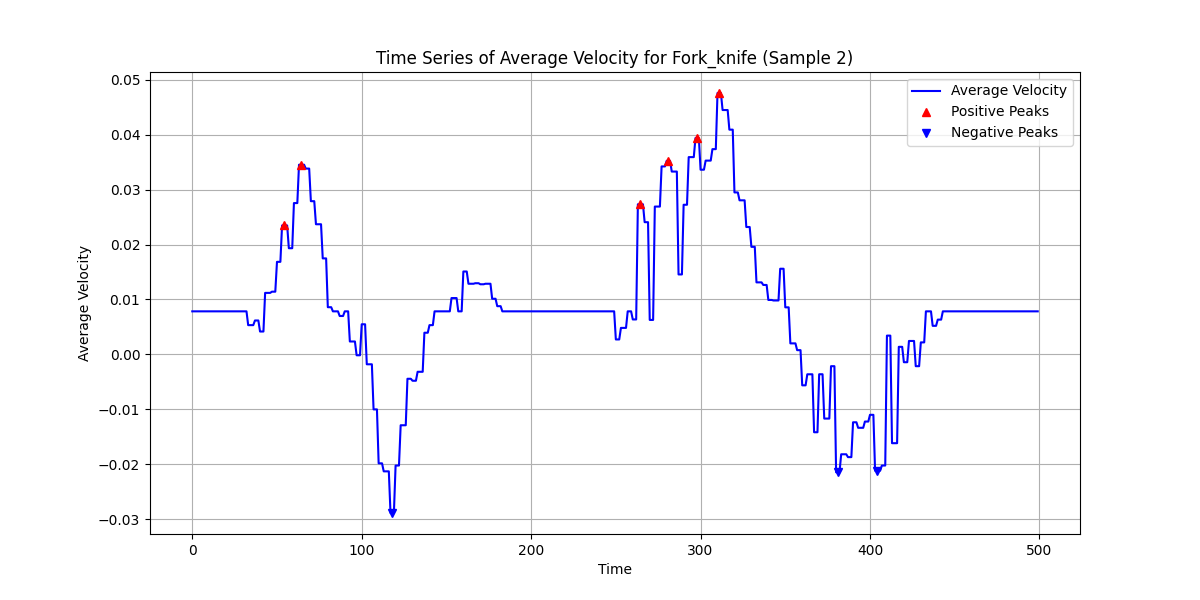 Time Series of Average Velocity for Fork_knife (Sample 2)
0.05
0.04
0.03
0.02
0.01
0.00
−0.01
−0.02
−0.03
Average Velocity
Average Velocity
Positive Peaks
Negative Peaks
0 100 200 300 400 500
Time